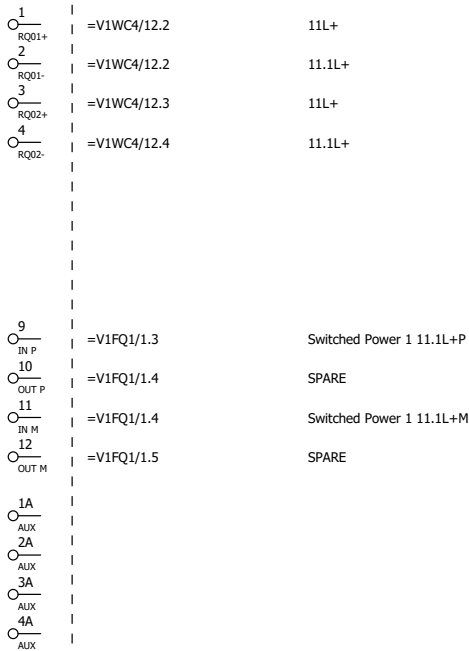 1 =V1WC4/12.2 11L+
RQ01+
2 =V1WC4/12.2 11.1L+
RQ01-
3 =V1WC4/12.3 11L+
RQ02+
4 =V1WC4/12.4 11.1L+
RQ02-
9 =V1FQ1/1.3 Switched Power 1 11.1L+P
IN P
10 =V1FQ1/1.4 SPARE
OUT P
11 =V1FQ1/1.4 Switched Power 1 11.1L+M
IN M
12 =V1FQ1/1.5 SPARE
OUT M
1A
AUX
2A
AUX
3A
AUX
4A
AUX